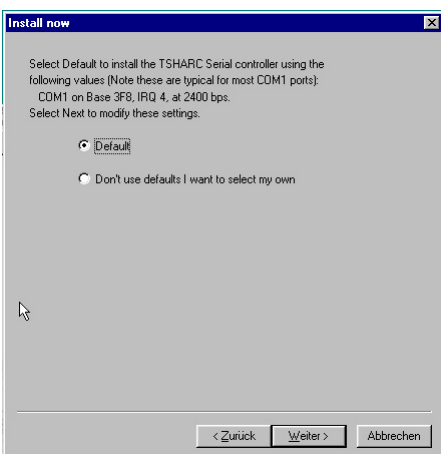 Install now
Select Default to install the TSHARC Serial controller using the
following values (Note these are typical for most COM1 ports):
COM1 on Base 3F8, IRQ 4, at 2400 bps.
Select Next to modify these settings.
Default
Don't use defaults I want to select my own
< Zurück
Weiter >
Abbrechen